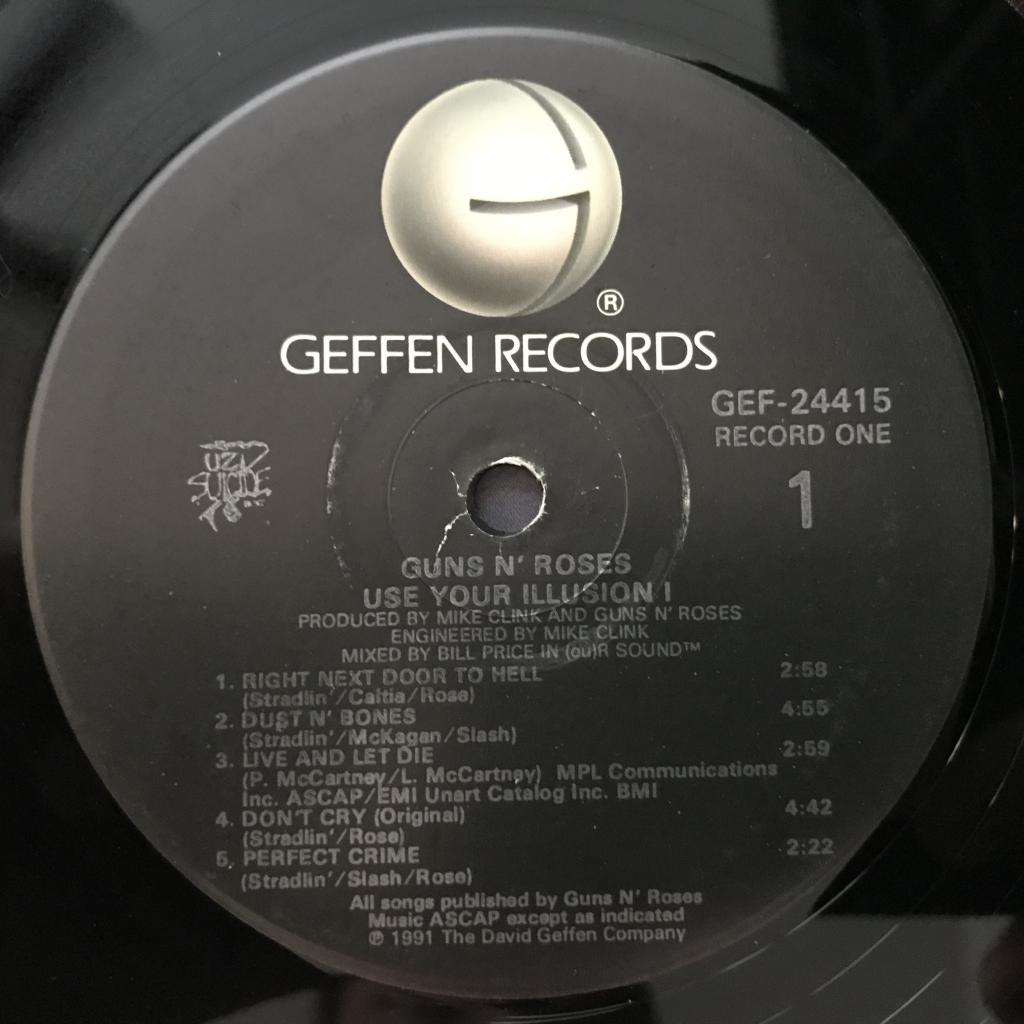 ®
GEFFEN RECORDS
GEF-24415
RECORD ONE
1
UZI
SUICIDE
GUNS N' ROSES
USE YOUR ILLUSION I
PRODUCED BY MIKE CLINK AND GUNS N' ROSES
ENGINEERED BY MIKE CLINK
MIXED BY BILL PRICE IN (ou)R SOUND™
1. RIGHT NEXT DOOR TO HELL 2:58
(Stradlin'/Caltia/Rose)
2. DUST N' BONES 4:55
(Stradlin'/McKagan/Slash)
3. LIVE AND LET DIE 2:59
(P. McCartney/L. McCartney) MPL Communications
Inc. ASCAP/EMI Unart Catalog Inc. BMI
4. DON'T CRY (Original) 4:42
(Stradlin'/Rose)
5. PERFECT CRIME 2:22
(Stradlin'/Slash/Rose)
All songs published by Guns N' Roses
Music ASCAP except as indicated
℗ 1991 The David Geffen Company